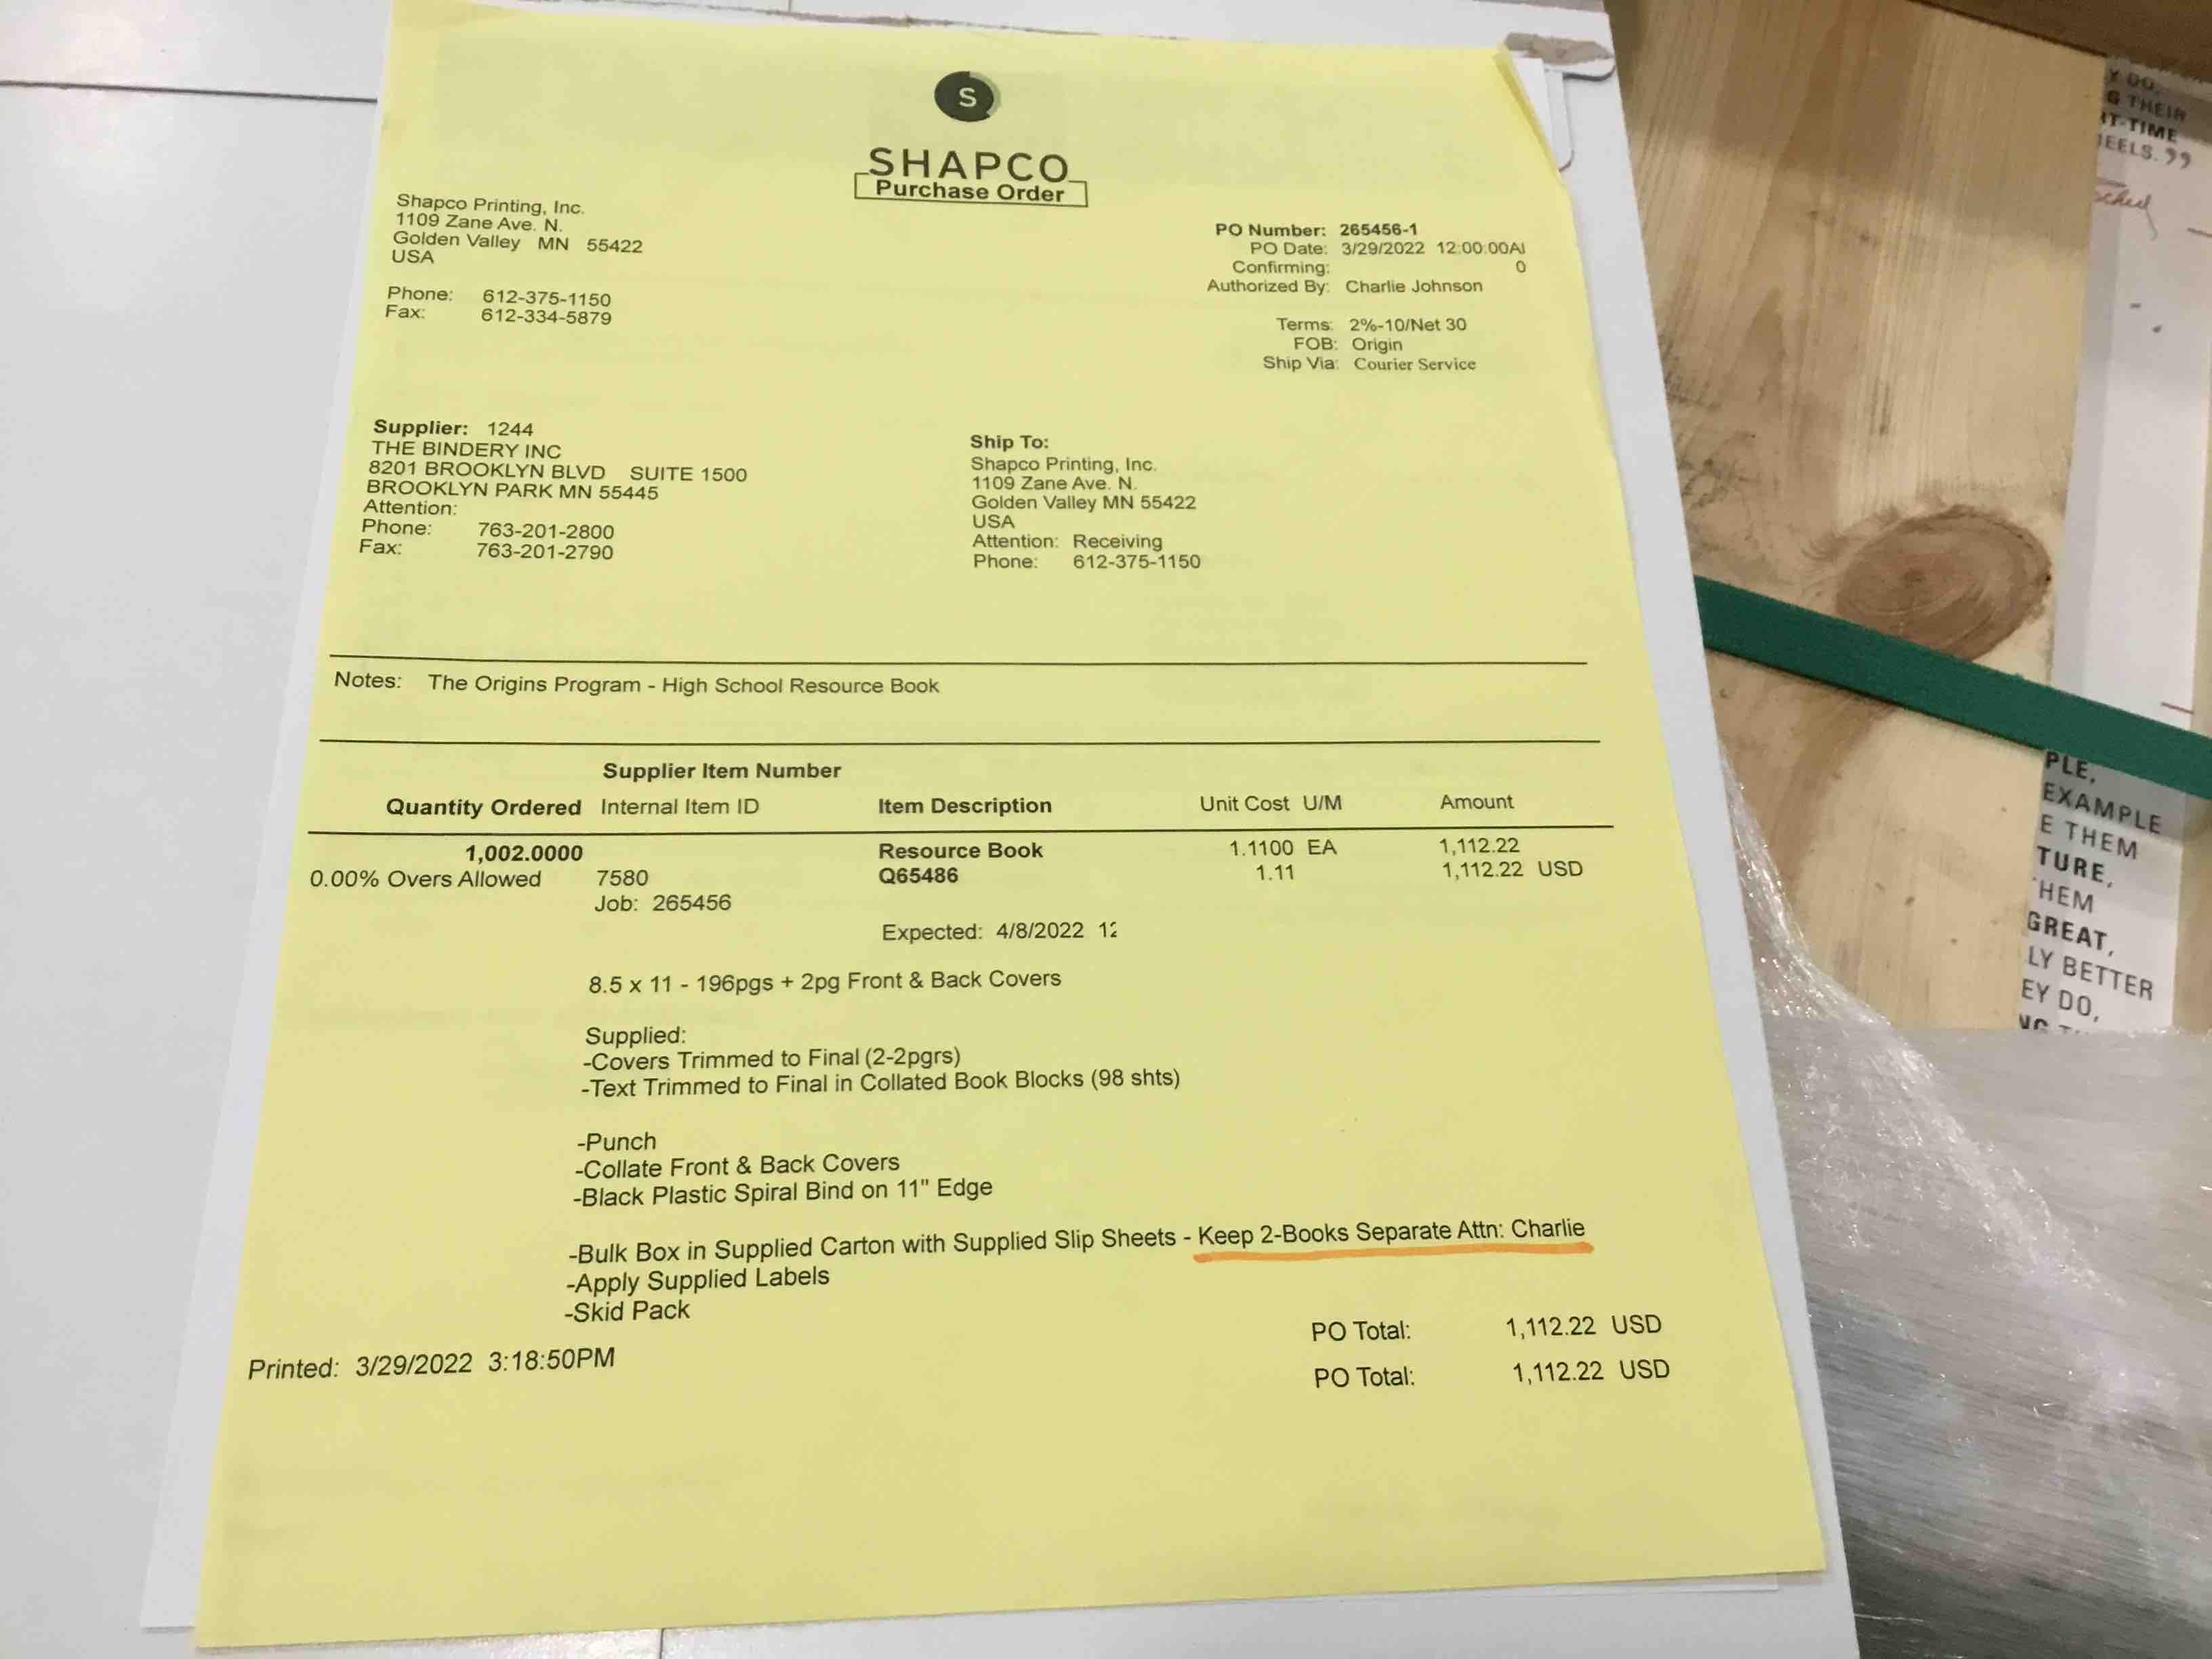 S
SHAPCO
Purchase Order
Shapco Printing, Inc.
1109 Zane Ave. N.
Golden Valley MN 55422
USA
Phone: 612-375-1150
Fax: 612-334-5879
PO Number: 265456-1
PO Date: 3/29/2022 12:00:00AM
Confirming: 0
Authorized By: Charlie Johnson
Terms: 2%-10/Net 30
FOB: Origin
Ship Via: Courier Service
Supplier: 1244
THE BINDERY INC
8201 BROOKLYN BLVD SUITE 1500
BROOKLYN PARK MN 55445
Attention:
Phone: 763-201-2800
Fax: 763-201-2790
Ship To:
Shapco Printing, Inc.
1109 Zane Ave. N.
Golden Valley MN 55422
USA
Attention: Receiving
Phone: 612-375-1150
Notes: The Origins Program - High School Resource Book
Supplier Item Number
Quantity Ordered Internal Item ID Item Description Unit Cost U/M Amount
1,002.0000 Resource Book 1.1100 EA 1,112.22
0.00% Overs Allowed 7580 Q65486 1.11 1,112.22 USD
Job: 265456
Expected: 4/8/2022 12
8.5 x 11 - 196pgs + 2pg Front & Back Covers
Supplied:
-Covers Trimmed to Final (2-2pgrs)
-Text Trimmed to Final in Collated Book Blocks (98 shts)
-Punch
-Collate Front & Back Covers
-Black Plastic Spiral Bind on 11" Edge
-Bulk Box in Supplied Carton with Supplied Slip Sheets - Keep 2-Books Separate Attn: Charlie
-Apply Supplied Labels
-Skid Pack
PO Total: 1,112.22 USD
Printed: 3/29/2022 3:18:50PM
PO Total: 1,112.22 USD
Y DO,
G THEIR
RT-TIME
HEELS.”
PLE,
EXAMPLE
E THEM
TURE,
HEM
GREAT,
LY BETTER
EY DO,